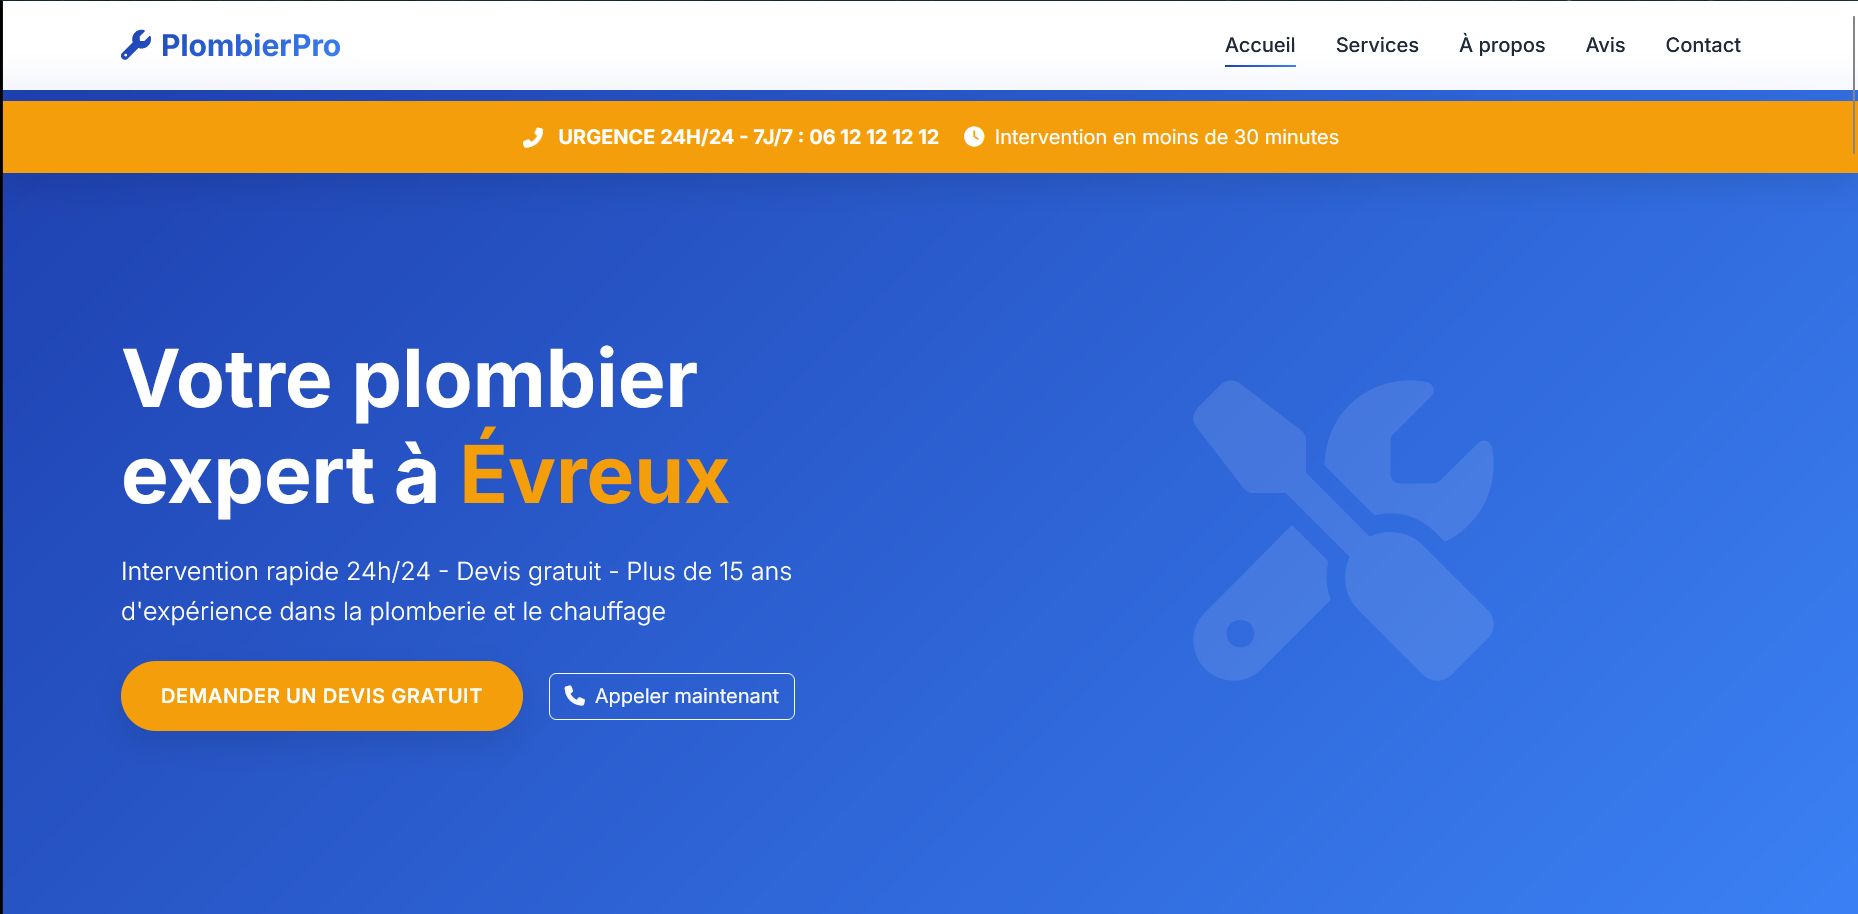 PlombierPro
Accueil Services À propos Avis Contact
URGENCE 24H/24 - 7J/7 : 06 12 12 12 12 Intervention en moins de 30 minutes
Votre plombier
expert à Évreux
Intervention rapide 24h/24 - Devis gratuit - Plus de 15 ans
d'expérience dans la plomberie et le chauffage
DEMANDER UN DEVIS GRATUIT
Appeler maintenant